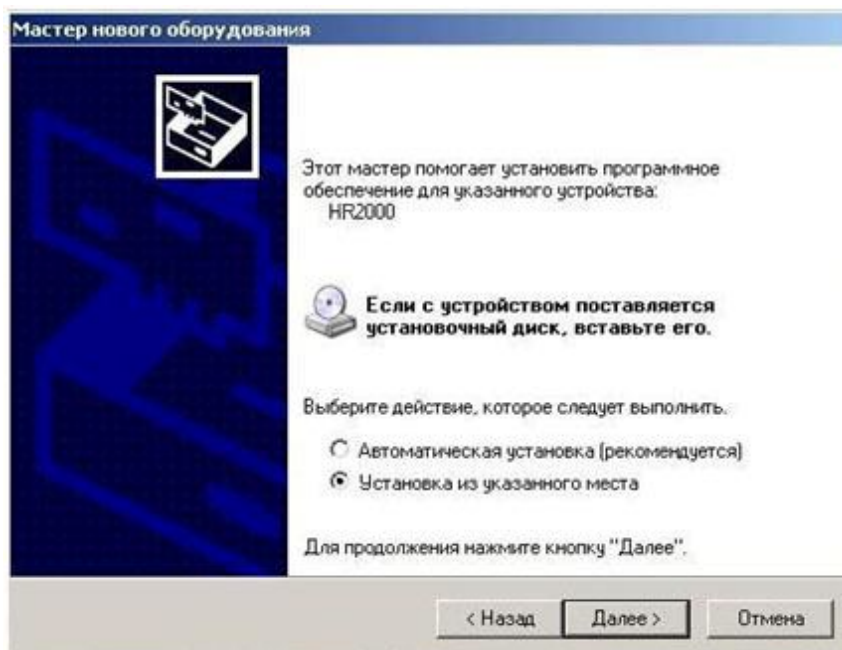 Мастер нового оборудования
Этот мастер помогает установить программное
обеспечение для указанного устройства:
HR2000
Если с устройством поставляется
установочный диск, вставьте его.
Выберите действие, которое следует выполнить.
Автоматическая установка (рекомендуется)
Установка из указанного места
Для продолжения нажмите кнопку "Далее".
< Назад
Далее >
Отмена